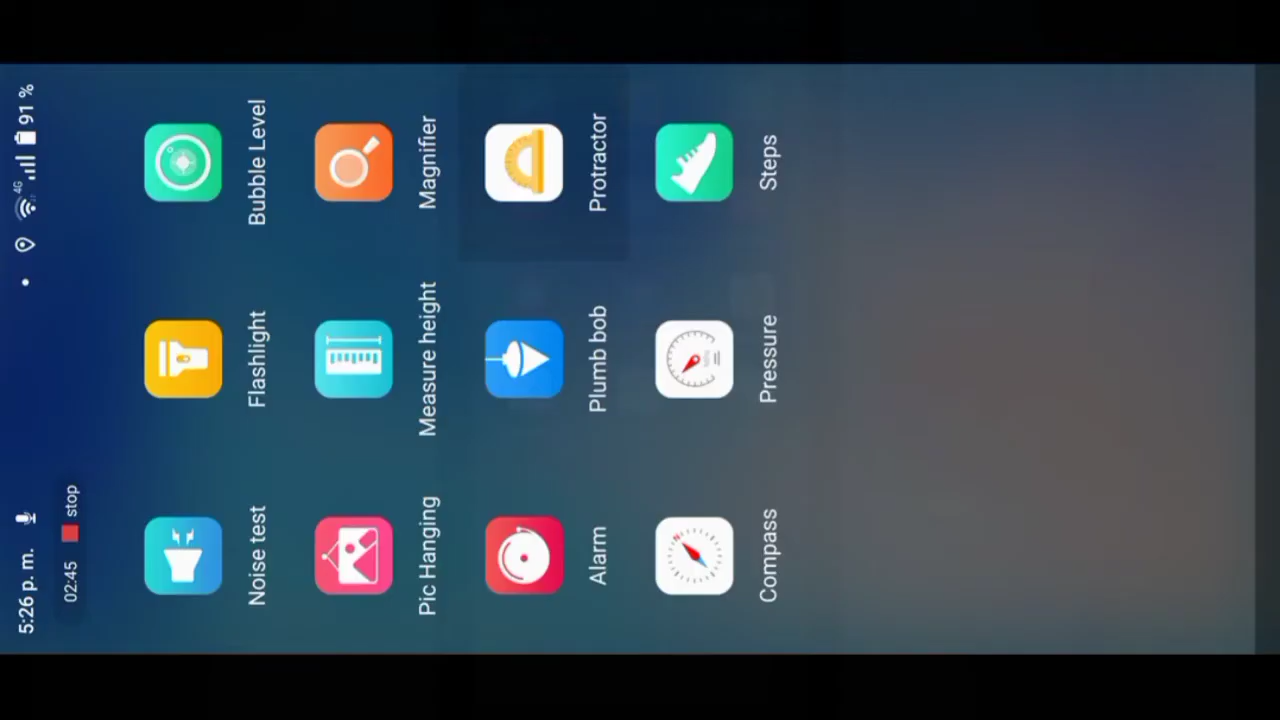 5:26 p. m.
4G
91 %
02:45 stop
Noise test
Flashlight
Bubble Level
Pic Hanging
Measure height
Magnifier
Alarm
Plumb bob
Protractor
Compass
Pressure
Steps